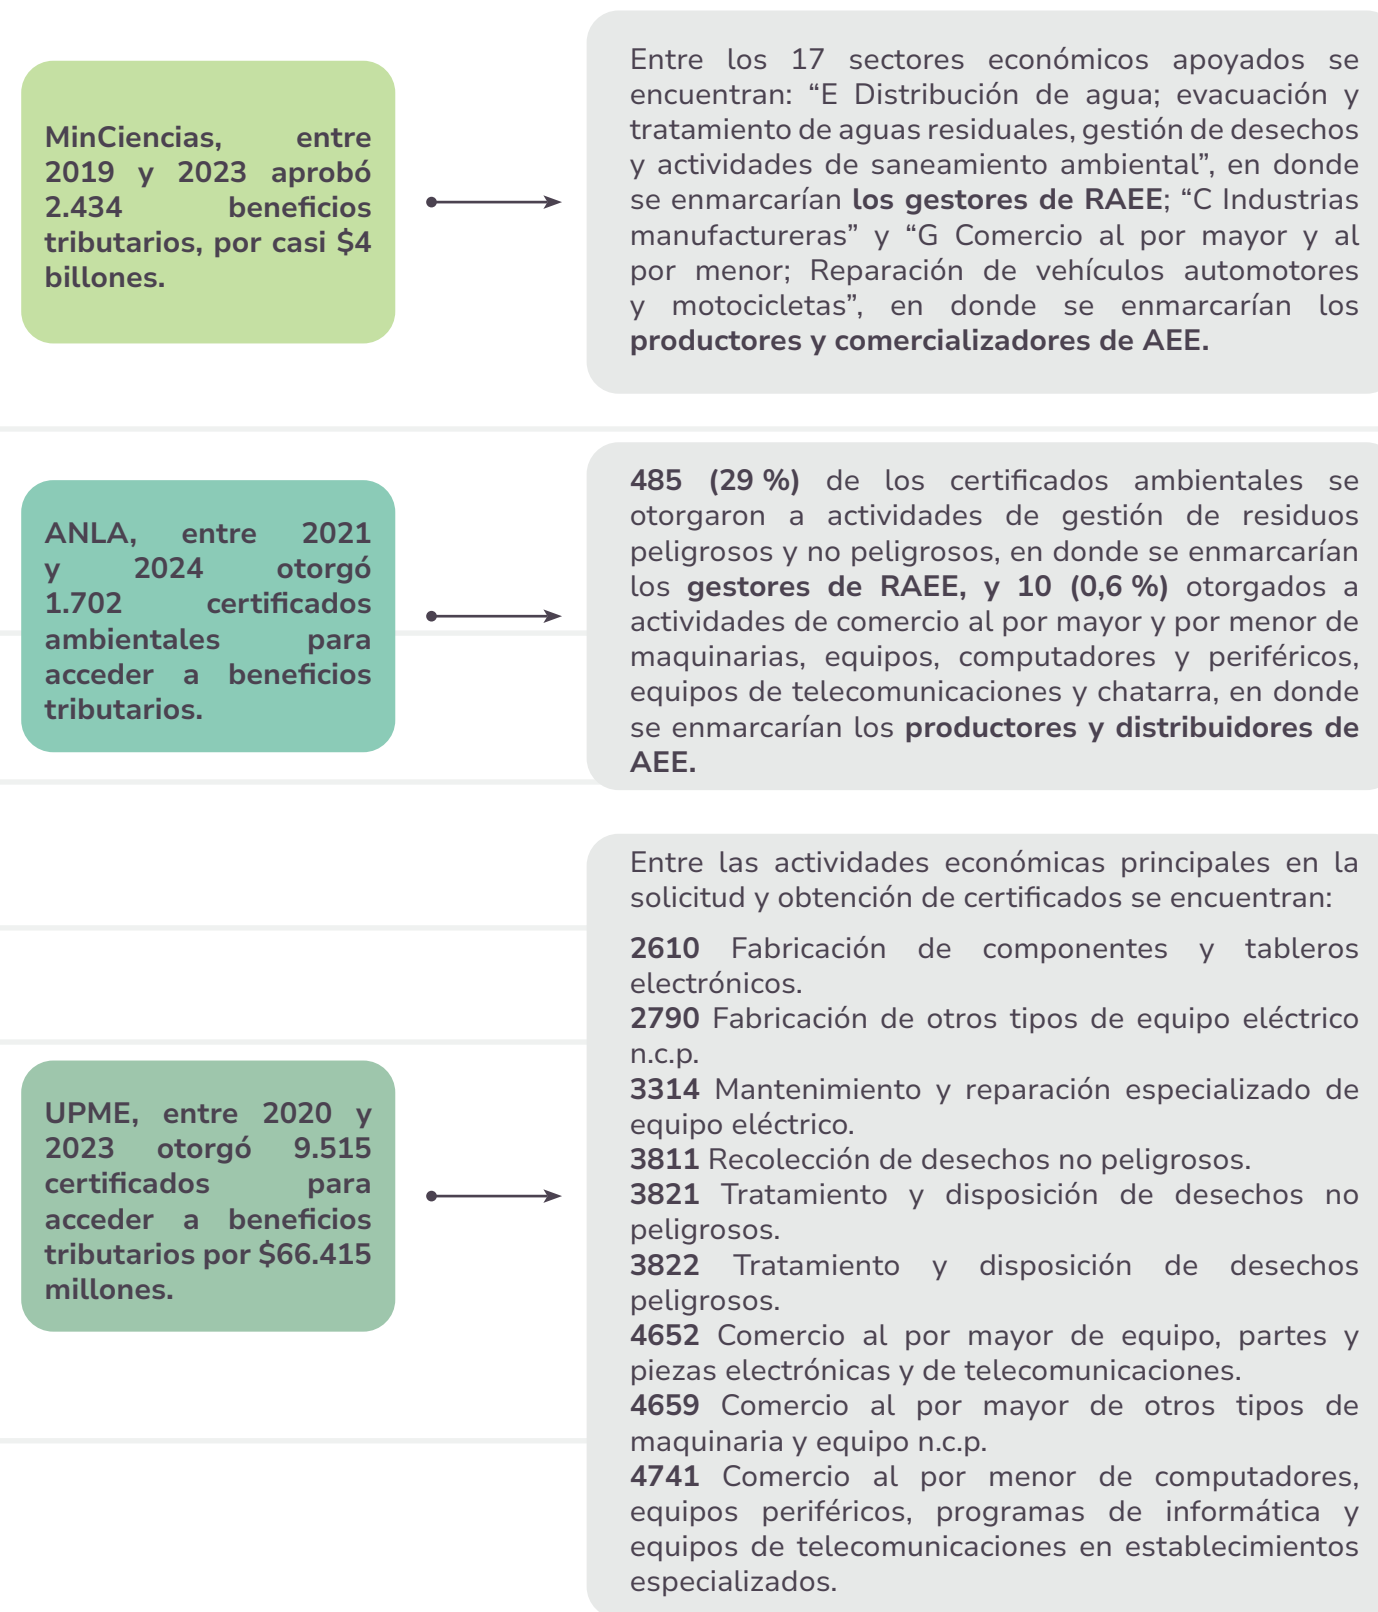 MinCiencias, entre
2019 y 2023 aprobó
2.434 beneficios
tributarios, por casi $4
billones.
Entre los 17 sectores económicos apoyados se
encuentran: “E Distribución de agua; evacuación y
tratamiento de aguas residuales, gestión de desechos
y actividades de saneamiento ambiental”, en donde
se enmarcarían los gestores de RAEE; “C Industrias
manufactureras” y “G Comercio al por mayor y al
por menor; Reparación de vehículos automotores
y motocicletas”, en donde se enmarcarían los
productores y comercializadores de AEE.
ANLA, entre 2021
y 2024 otorgó
1.702 certificados
ambientales para
acceder a beneficios
tributarios.
485 (29 %) de los certificados ambientales se
otorgaron a actividades de gestión de residuos
peligrosos y no peligrosos, en donde se enmarcarían
los gestores de RAEE, y 10 (0,6 %) otorgados a
actividades de comercio al por mayor y por menor de
maquinarias, equipos, computadores y periféricos,
equipos de telecomunicaciones y chatarra, en donde
se enmarcarían los productores y distribuidores de
AEE.
UPME, entre 2020 y
2023 otorgó 9.515
certificados para
acceder a beneficios
tributarios por $66.415
millones.
Entre las actividades económicas principales en la
solicitud y obtención de certificados se encuentran:
2610 Fabricación de componentes y tableros
electrónicos.
2790 Fabricación de otros tipos de equipo eléctrico
n.c.p.
3314 Mantenimiento y reparación especializado de
equipo eléctrico.
3811 Recolección de desechos no peligrosos.
3821 Tratamiento y disposición de desechos no
peligrosos.
3822 Tratamiento y disposición de desechos
peligrosos.
4652 Comercio al por mayor de equipo, partes y
piezas electrónicas y de telecomunicaciones.
4659 Comercio al por mayor de otros tipos de
maquinaria y equipo n.c.p.
4741 Comercio al por menor de computadores,
equipos periféricos, programas de informática y
equipos de telecomunicaciones en establecimientos
especializados.